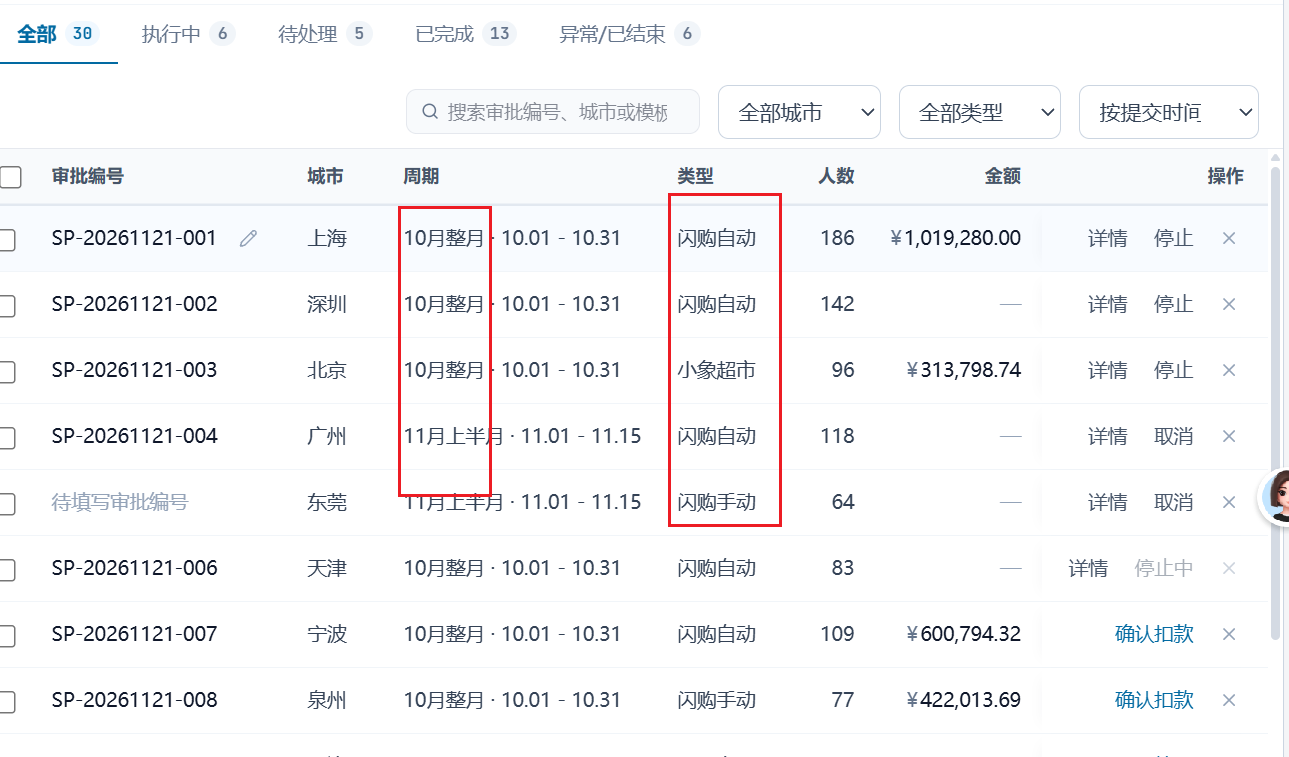 全部 30 执行中 6 待处理 5 已完成 13 异常/已结束 6
搜索审批编号、城市或模板 全部城市 全部类型 按提交时间
审批编号 城市 周期 类型 人数 金额 操作
SP-20261121-001 上海 10月整月 · 10.01 - 10.31 闪购自动 186 ¥1,019,280.00 详情 停止 ×
SP-20261121-002 深圳 10月整月 · 10.01 - 10.31 闪购自动 142 — 详情 停止 ×
SP-20261121-003 北京 10月整月 · 10.01 - 10.31 小象超市 96 ¥313,798.74 详情 停止 ×
SP-20261121-004 广州 11月上半月 · 11.01 - 11.15 闪购自动 118 — 详情 取消 ×
待填写审批编号 东莞 11月上半月 · 11.01 - 11.15 闪购手动 64 — 详情 取消 ×
SP-20261121-006 天津 10月整月 · 10.01 - 10.31 闪购自动 83 — 详情 停止中 ×
SP-20261121-007 宁波 10月整月 · 10.01 - 10.31 闪购自动 109 ¥600,794.32 确认扣款 ×
SP-20261121-008 泉州 10月整月 · 10.01 - 10.31 闪购手动 77 ¥422,013.69 确认扣款 ×